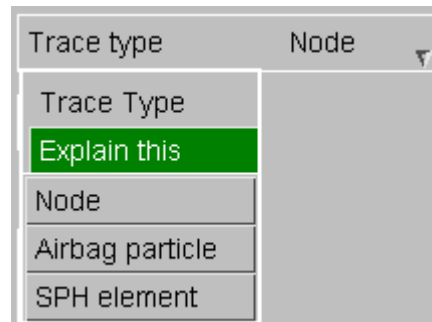 Trace type Node
Trace Type
Explain this
Node
Airbag particle
SPH element